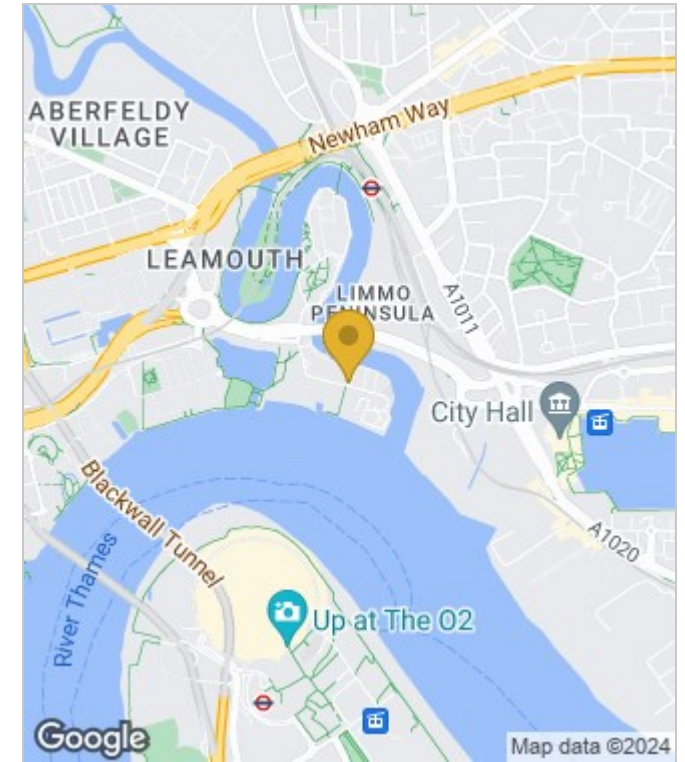 ABERFELDY
VILLAGE
Newham Way
LEAMOUTH
LIMMO
PENINSULA
A1011
City Hall
Blackwall Tunnel
A1020
River Thames
Up at The O2
Google
Map data ©2024